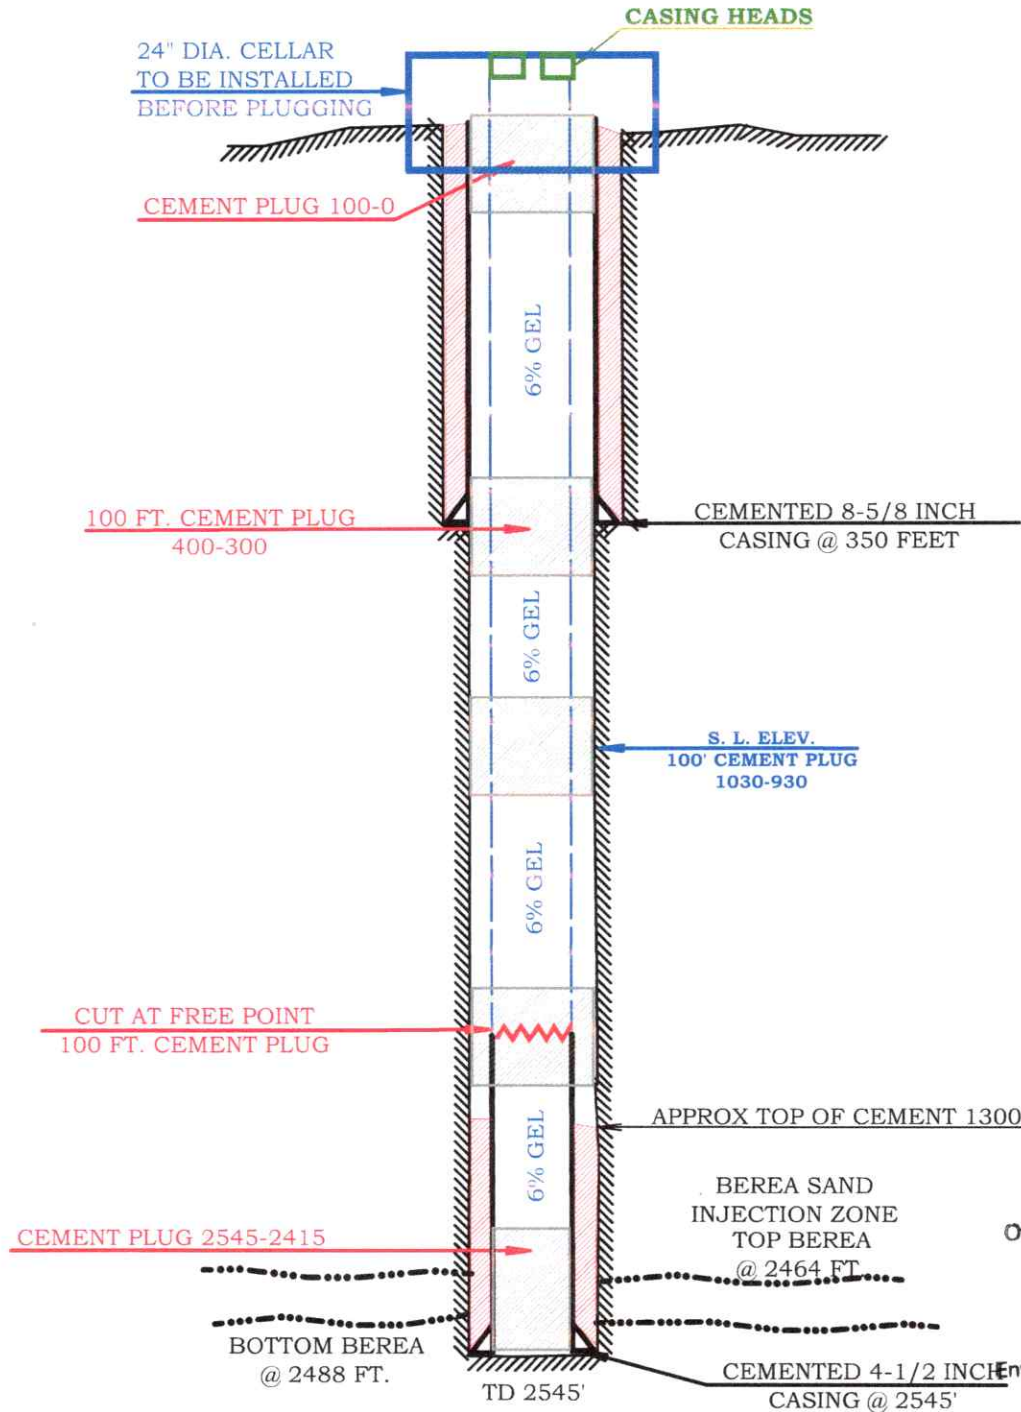 CASING HEADS
24" DIA. CELLAR
TO BE INSTALLED
BEFORE PLUGGING
CEMENT PLUG 100-0
6% GEL
100 FT. CEMENT PLUG
400-300
CEMENTED 8-5/8 INCH
CASING @ 350 FEET
6% GEL
S. L. ELEV.
100' CEMENT PLUG
1030-930
6% GEL
CUT AT FREE POINT
100 FT. CEMENT PLUG
APPROX TOP OF CEMENT 1300
6% GEL
BEREA SAND
INJECTION ZONE
TOP BEREA
@ 2464 FT.
O
CEMENT PLUG 2545-2415
BOTTOM BEREA
@ 2488 FT.
TD 2545'
CEMENTED 4-1/2 INCH
CASING @ 2545'